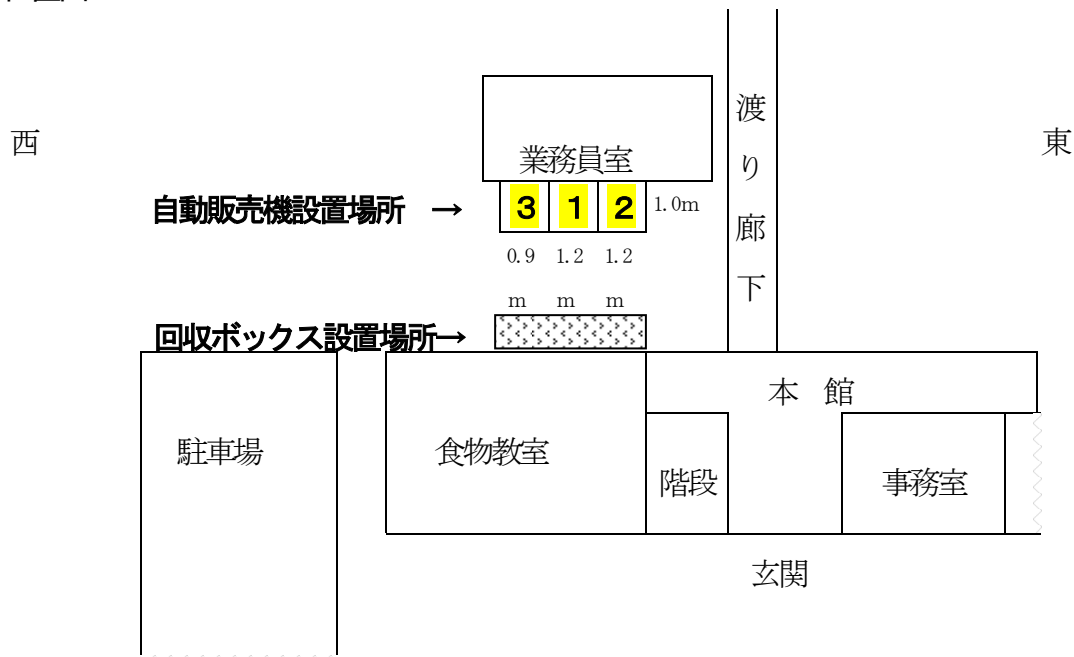 西
東
渡り廊下
業務員室
自動販売機設置場所 →
3 1 2
1.0m
0.9 1.2 1.2
m m m
回収ボックス設置場所→
本 館
駐車場
食物教室
階段
事務室
玄関